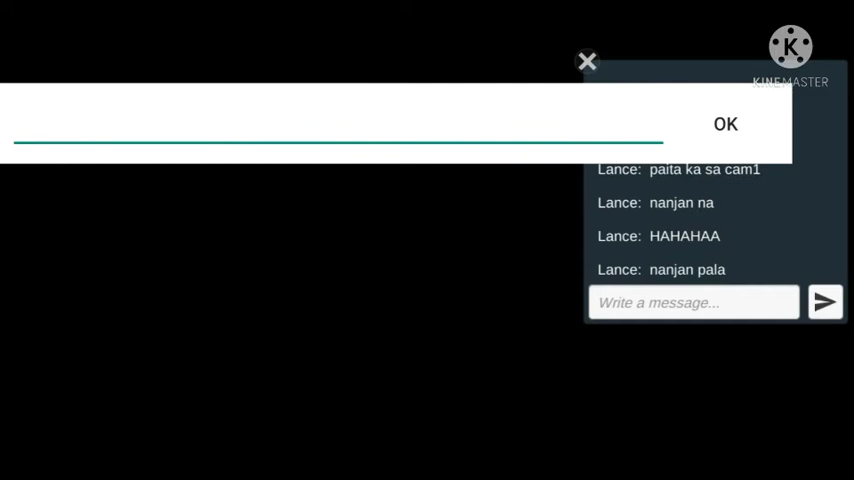 K
KINEMASTER
OK
Lance: paita ka sa cam1
Lance: nanjan na
Lance: HAHAHAA
Lance: nanjan pala
Write a message...